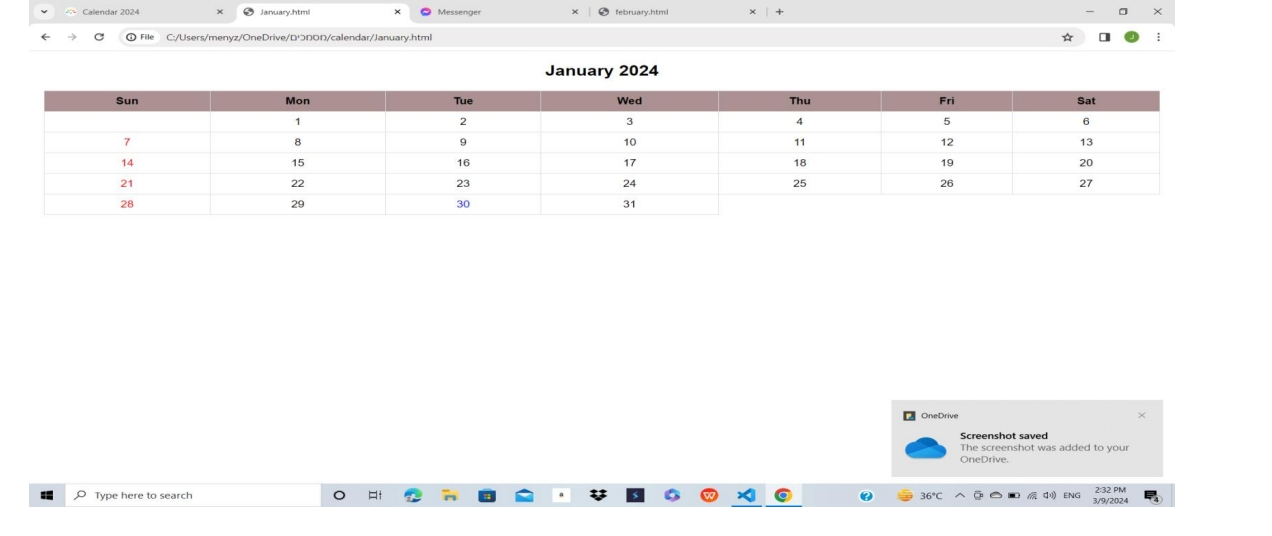 Calendar 2024 January.html Messenger february.html
File C:/Users/menyz/OneDrive/מסמכים/calendar/January.html
January 2024
Sun Mon Tue Wed Thu Fri Sat
1 2 3 4 5 6
7 8 9 10 11 12 13
14 15 16 17 18 19 20
21 22 23 24 25 26 27
28 29 30 31
OneDrive
Screenshot saved
The screenshot was added to your
OneDrive.
Type here to search
36°C ENG 2:32 PM
3/9/2024